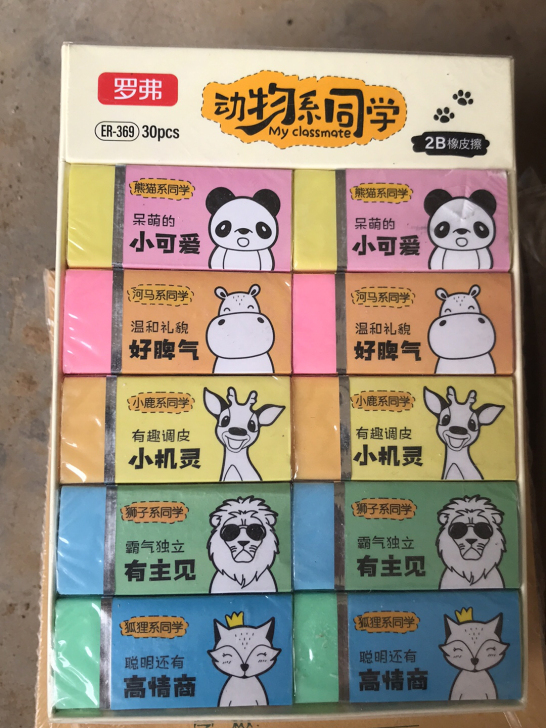 罗弗
动物系同学
My classmate
ER-369 30pcs
2B橡皮擦
熊猫系同学
呆萌的
小可爱
熊猫系同学
呆萌的
小可爱
河马系同学
温和礼貌
好脾气
河马系同学
温和礼貌
好脾气
小鹿系同学
有趣调皮
小机灵
小鹿系同学
有趣调皮
小机灵
狮子系同学
霸气独立
有主见
狮子系同学
霸气独立
有主见
狐狸系同学
聪明还有
高情商
狐狸系同学
聪明还有
高情商